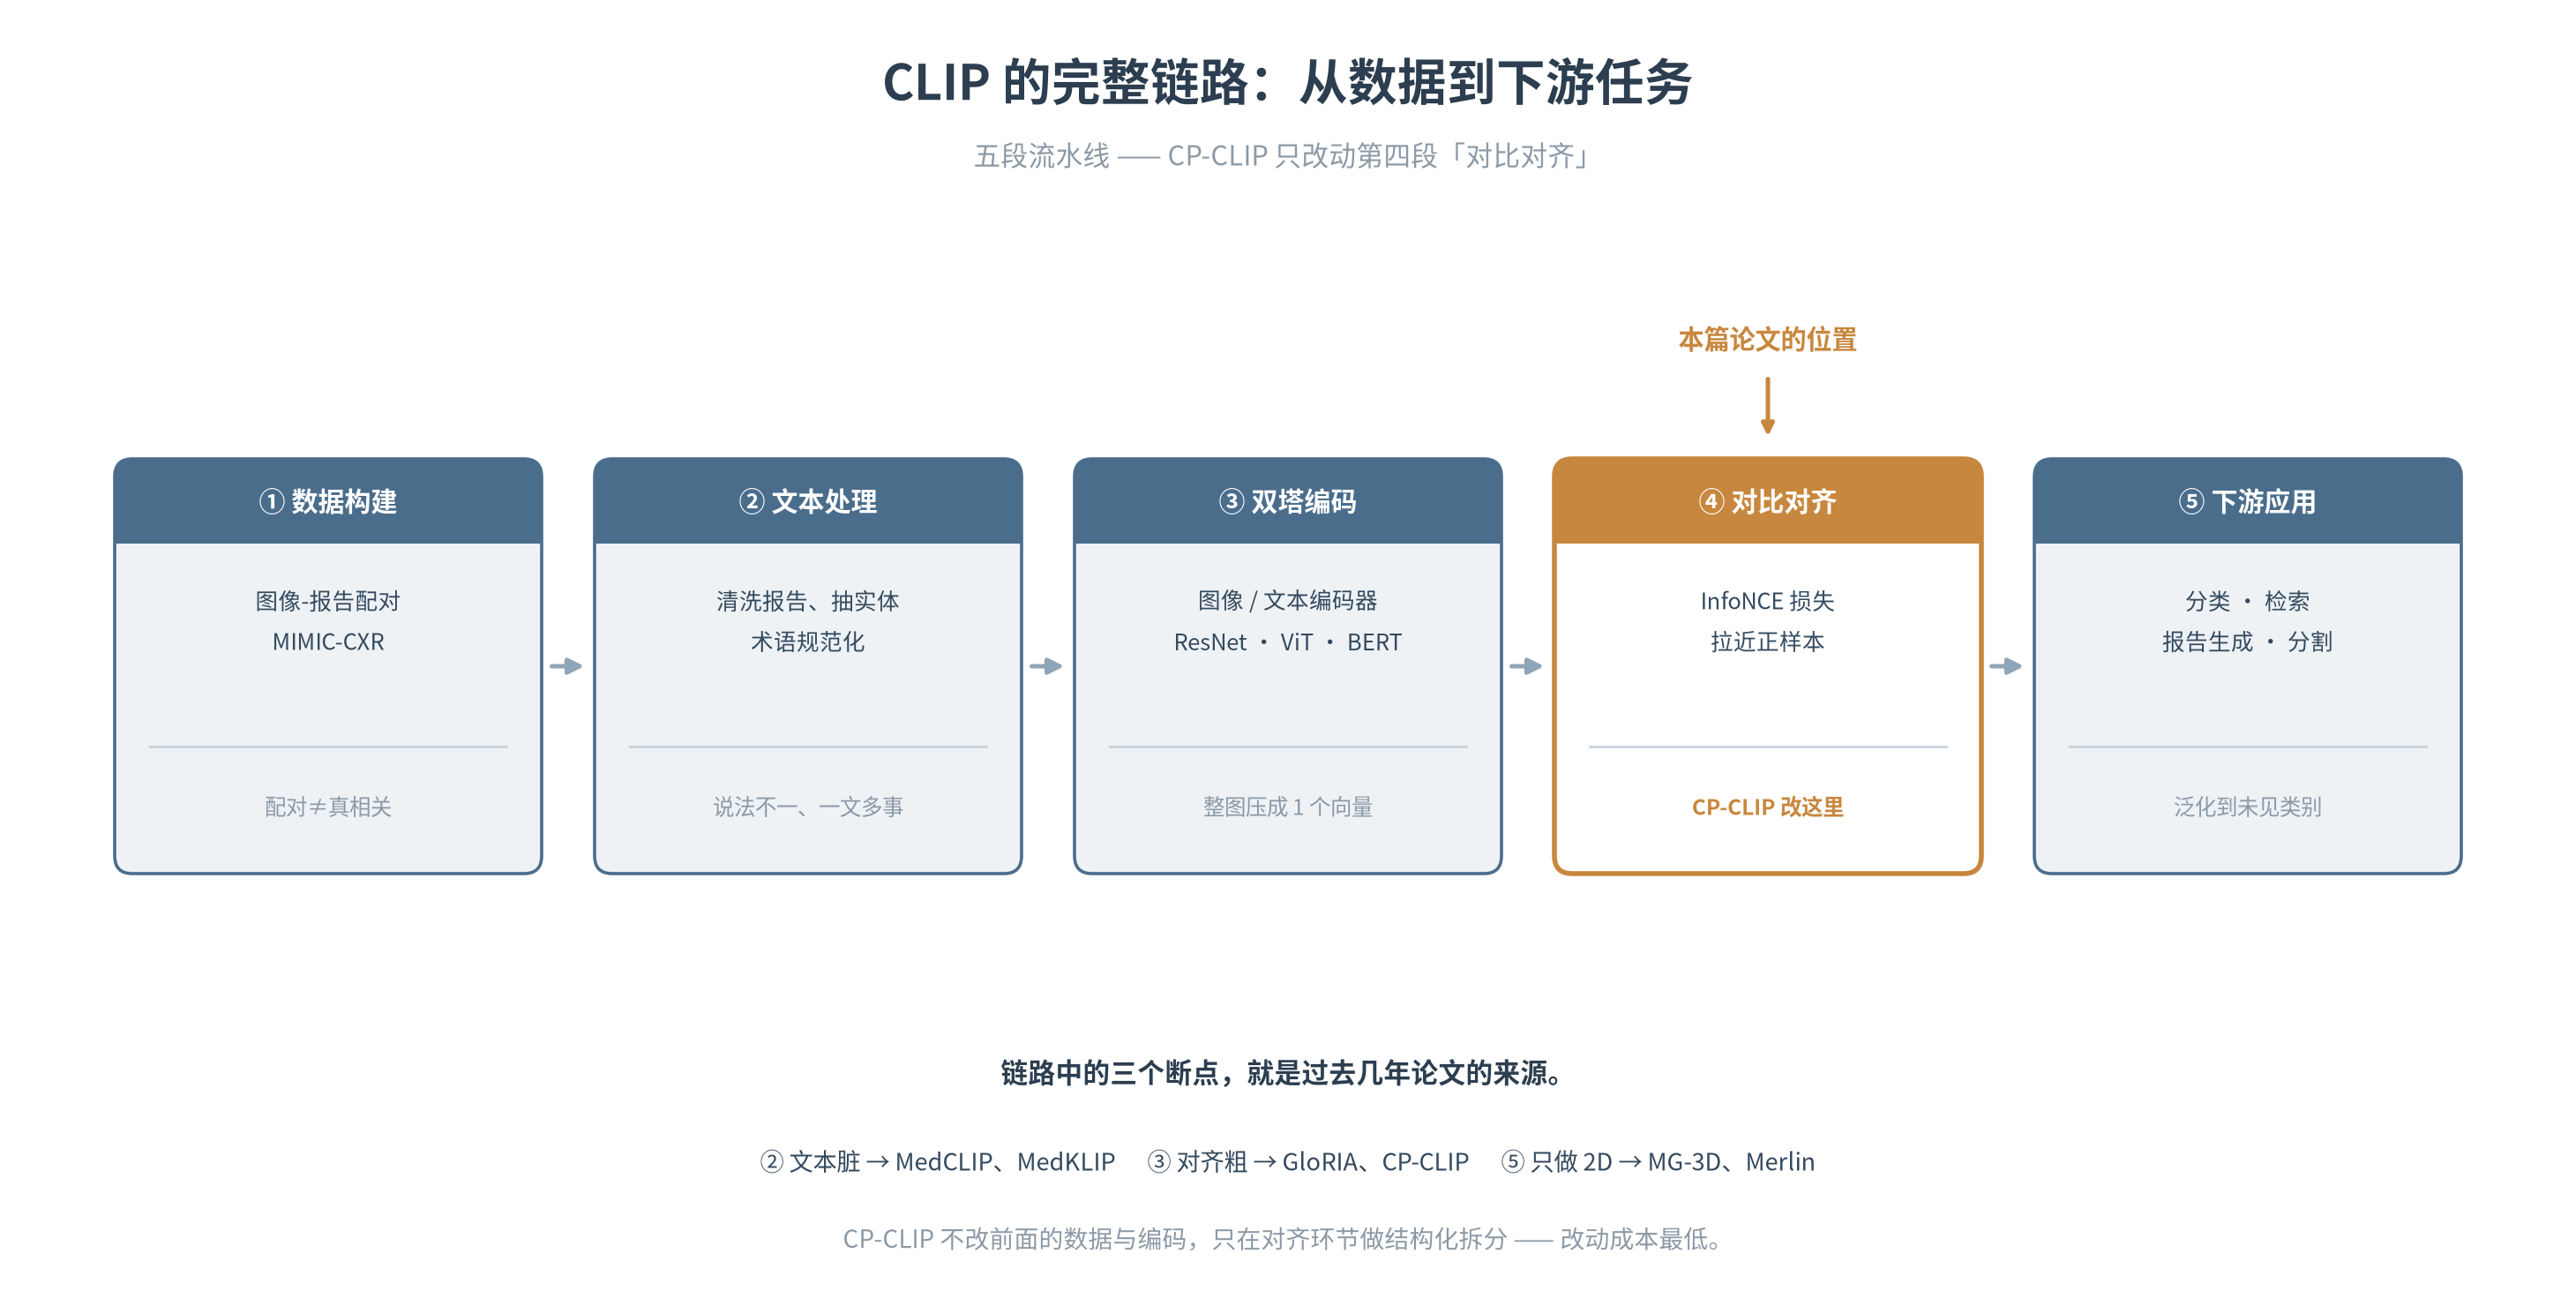 CLIP 的完整链路：从数据到下游任务
五段流水线 —— CP-CLIP 只改动第四段「对比对齐」
本篇论文的位置
① 数据构建
图像-报告配对
MIMIC-CXR
配对≠真相关
② 文本处理
清洗报告、抽实体
术语规范化
说法不一、一文多事
③ 双塔编码
图像 / 文本编码器
ResNet · ViT · BERT
整图压成 1 个向量
④ 对比对齐
InfoNCE 损失
拉近正样本
CP-CLIP 改这里
⑤ 下游应用
分类 · 检索
报告生成 · 分割
泛化到未见类别
链路中的三个断点，就是过去几年论文的来源。
② 文本脏 → MedCLIP、MedKLIP ③ 对齐粗 → GloRIA、CP-CLIP ⑤ 只做 2D → MG-3D、Merlin
CP-CLIP 不改前面的数据与编码，只在对齐环节做结构化拆分 —— 改动成本最低。